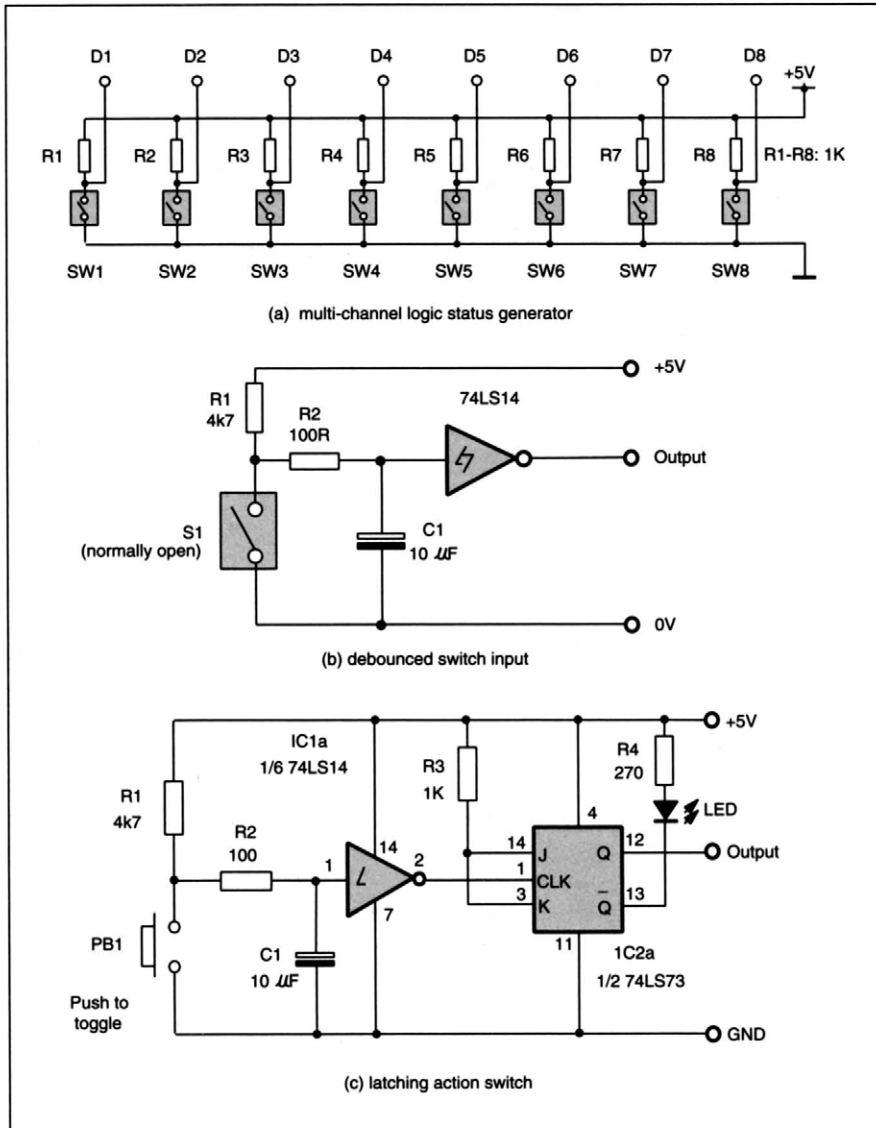 D1 D2 D3 D4 D5 D6 D7 D8
+5V
R1 R2 R3 R4 R5 R6 R7 R8 R1-R8: 1K
SW1 SW2 SW3 SW4 SW5 SW6 SW7 SW8
(a) multi-channel logic status generator
+5V
R1
4k7
R2
100R
74LS14
Output
S1
(normally open)
C1
10 µF
0V
(b) debounced switch input
+5V
IC1a
1/6 74LS14
R3
1K
R4
270
LED
R1
4k7
R2
100
4
14
1
2
7
14
J
Q
12
Output
1
CLK
3
K
Q
13
11
PB1
C1
10 µF
1C2a
1/2 74LS73
Push to
toggle
GND
(c) latching action switch